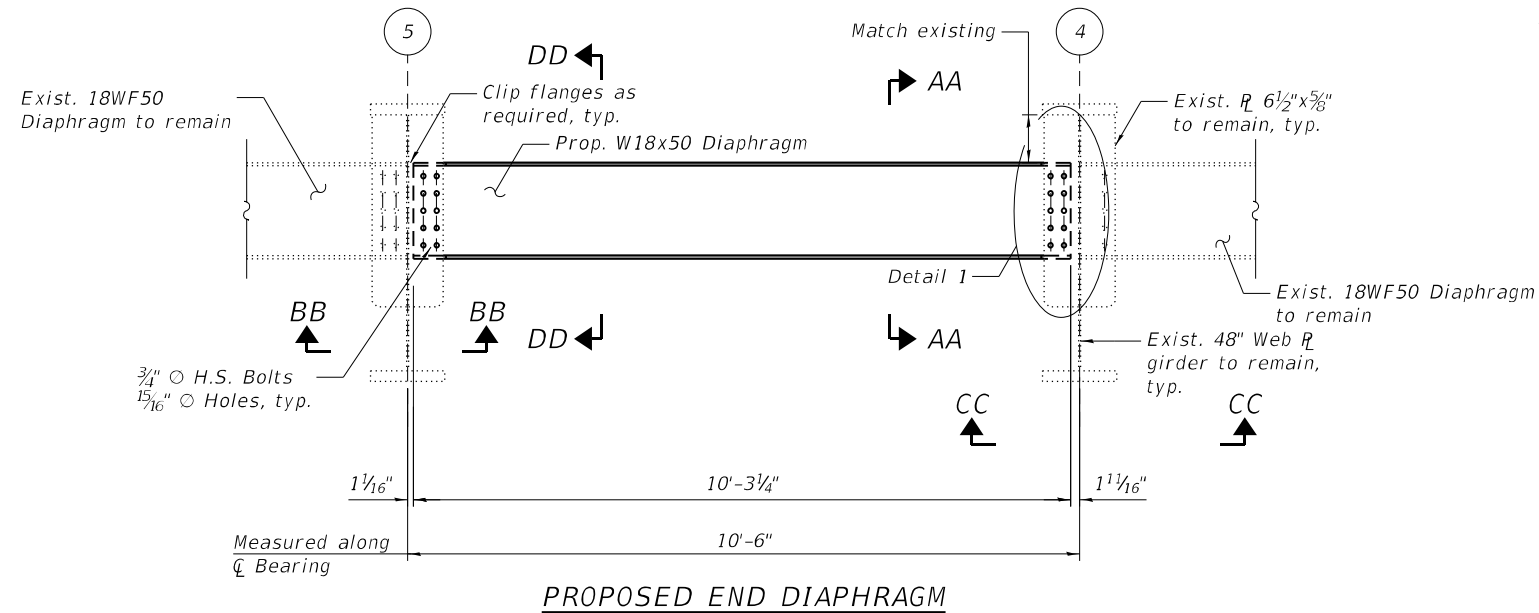 5
4
Match existing
DD
AA
Exist. 18WF50
Diaphragm to remain
Clip flanges as
required, typ.
Prop. W18x50 Diaphragm
Exist. ℄ 6½"x⅝"
to remain, typ.
Detail 1
Exist. 18WF50 Diaphragm
to remain
BB
BB
DD
AA
Exist. 48" Web ℄
girder to remain,
typ.
¾" ∅ H.S. Bolts
15/16" ∅ Holes, typ.
CC
CC
1 1/16"
10'-3¼"
1 11/16"
Measured along
℄ Bearing
10'-6"
PROPOSED END DIAPHRAGM